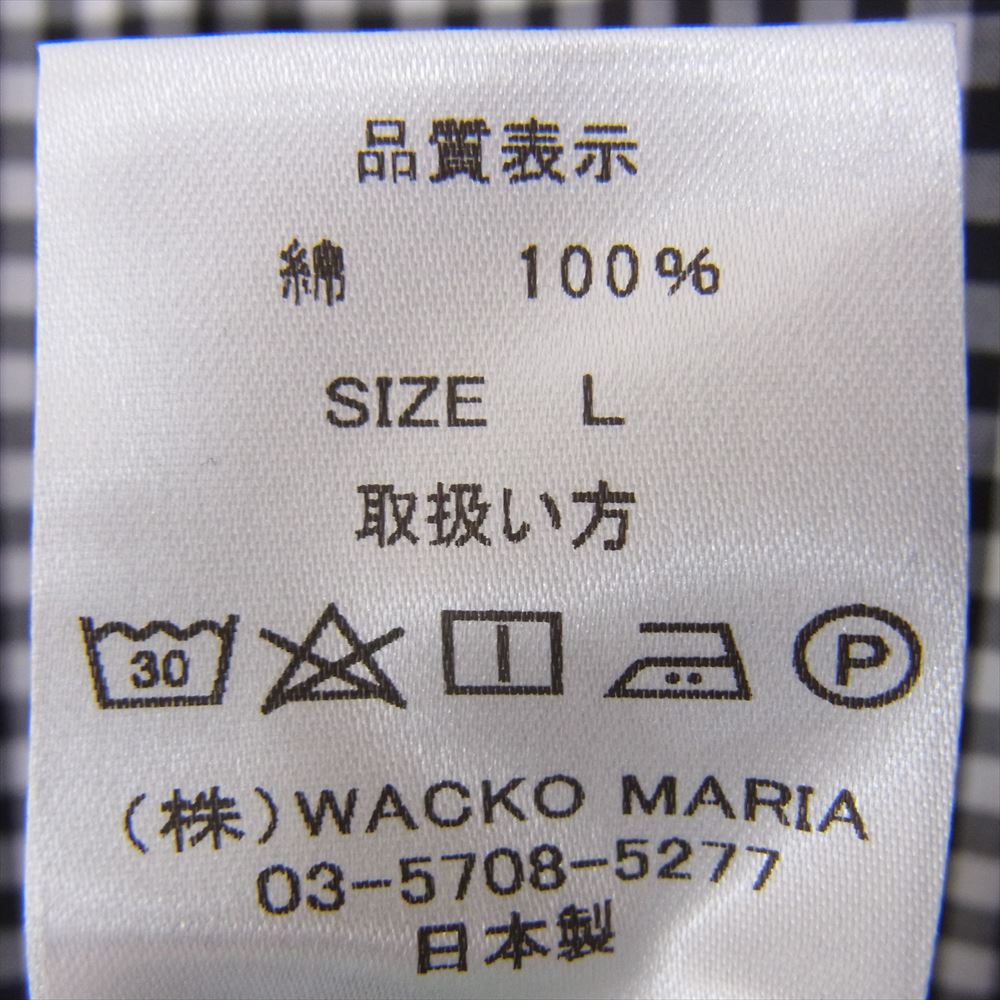 品質表示
綿 100%
SIZE L
取扱い方
30 P
(株)WACKO MARIA
03-5708-5277
日本製